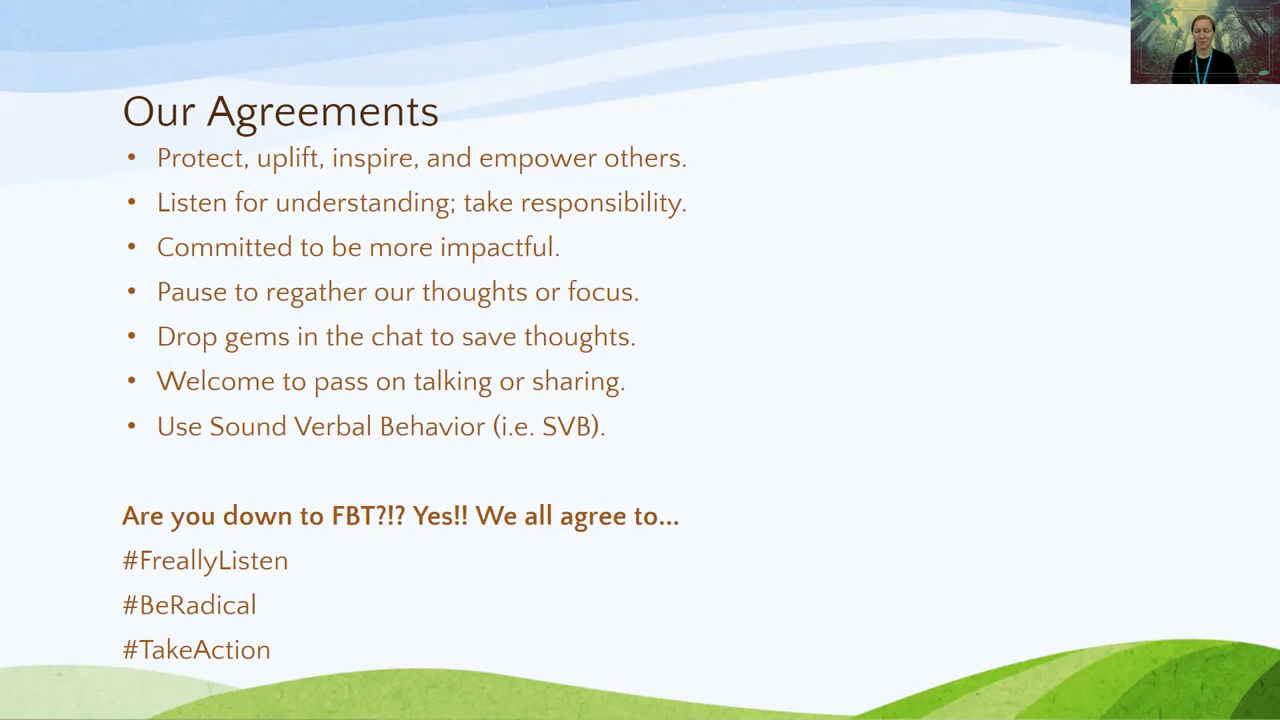 Our Agreements
• Protect, uplift, inspire, and empower others.
• Listen for understanding; take responsibility.
• Committed to be more impactful.
• Pause to regather our thoughts or focus.
• Drop gems in the chat to save thoughts.
• Welcome to pass on talking or sharing.
• Use Sound Verbal Behavior (i.e. SVB).
Are you down to FBT?!? Yes!! We all agree to...
#FreallyListen
#BeRadical
#TakeAction